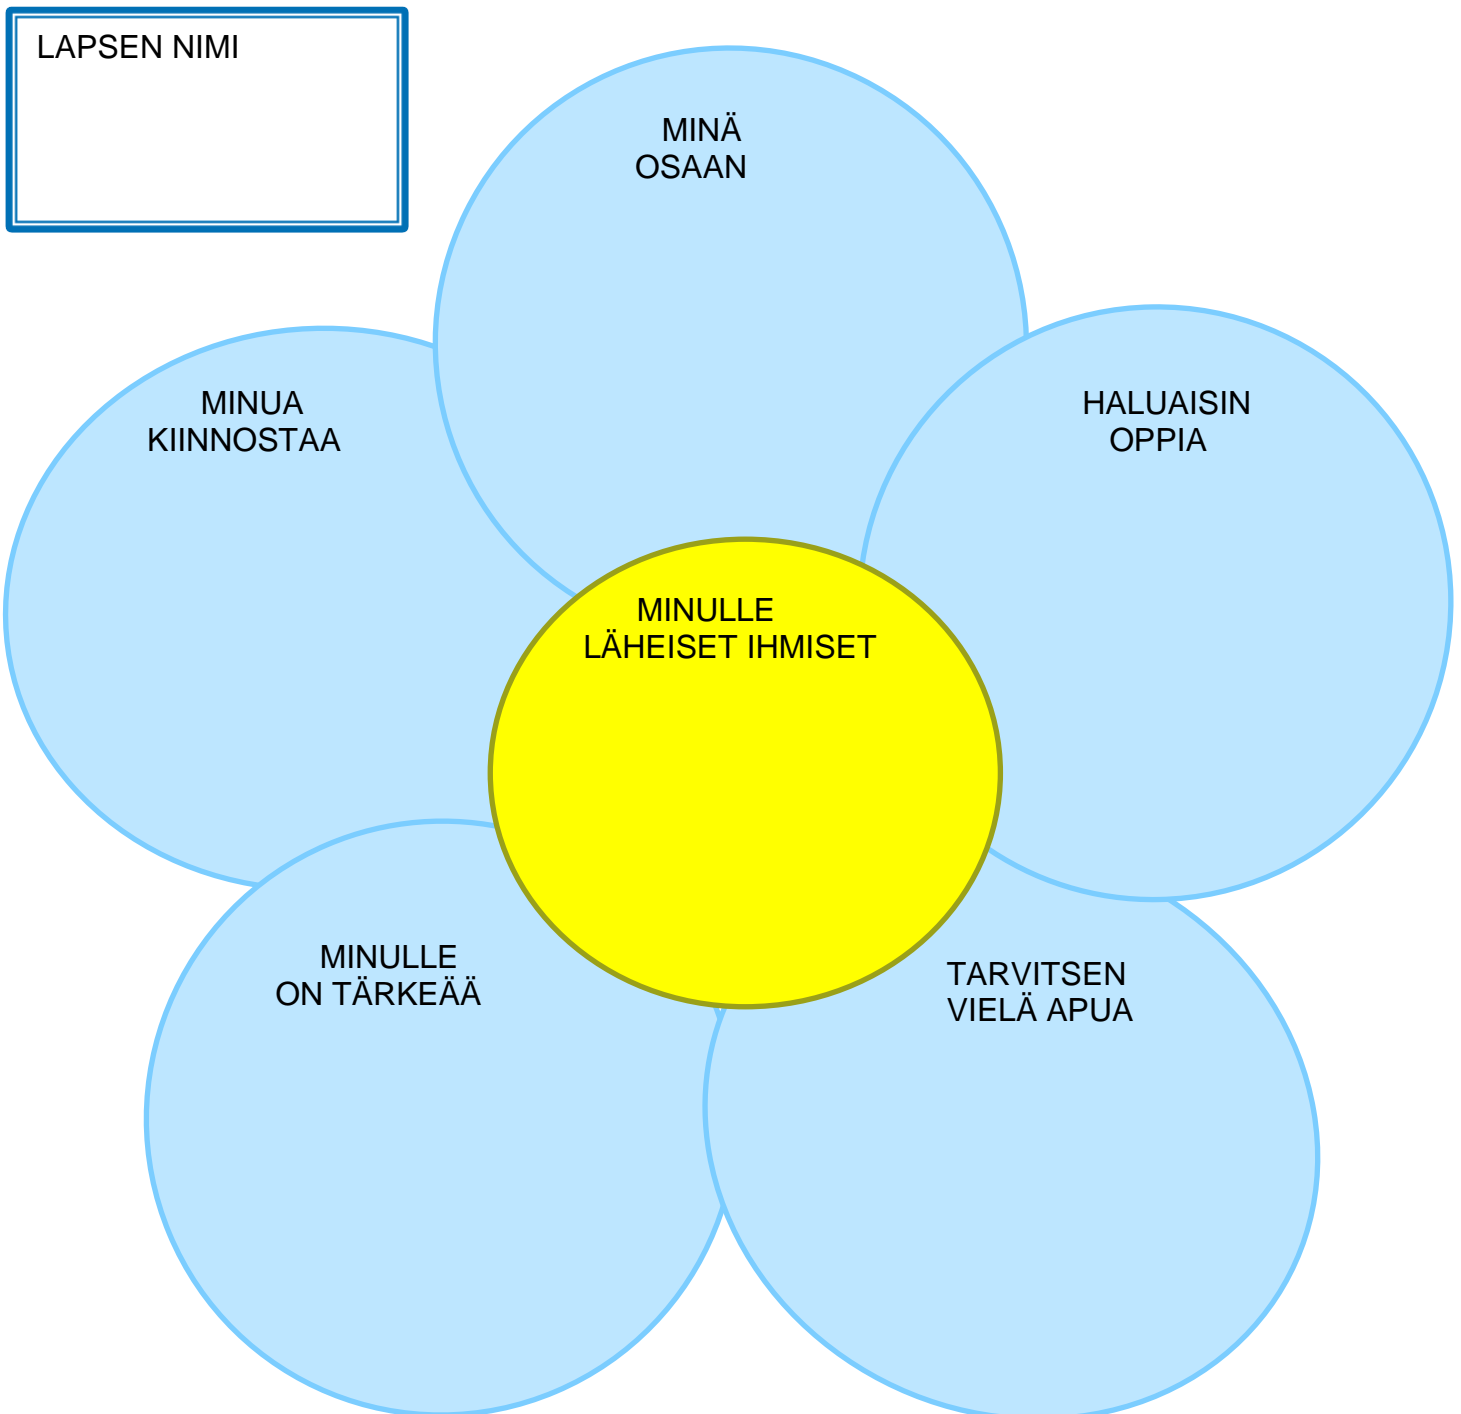 LAPSEN NIMI
MINÄ
OSAAN
MINUA
KIINNOSTAA
HALUAISIN
OPPIA
MINULLE
LÄHEISET IHMISET
MINULLE
ON TÄRKEÄÄ
TARVITSEN
VIELÄ APUA